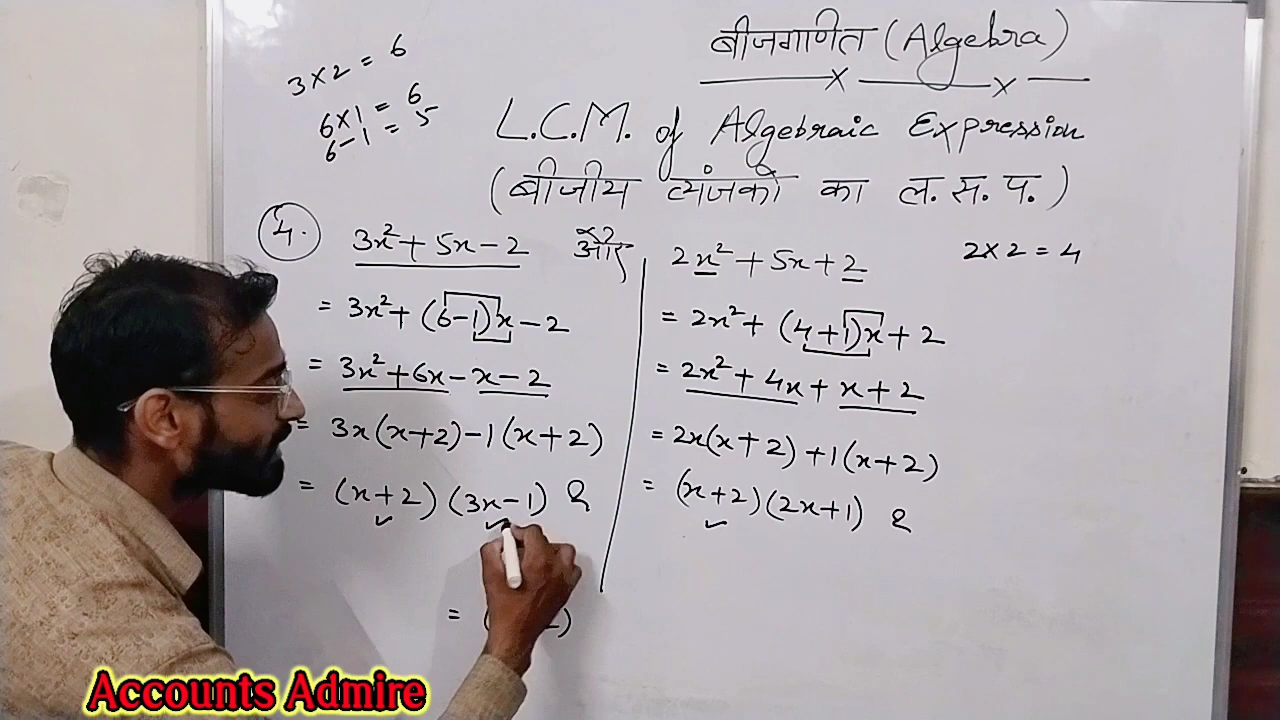 बीजगणित (Algebra)
3 × 2 = 6
6 × 1 = 6
6 - 1 = 5
L.C.M. of Algebraic Expression
(बीजीय व्यंजकों का ल. स. प.)
4. 3x² + 5x - 2 और 2x² + 5x + 2
2 × 2 = 4
= 3x² + (6-1)x - 2
= 3x² + 6x - x - 2
= 3x(x+2) - 1(x+2)
= (x+2)(3x-1) &
= 2x² + (4+1)x + 2
= 2x² + 4x + x + 2
= 2x(x+2) + 1(x+2)
= (x+2)(2x+1) &
= (
Accounts Admire